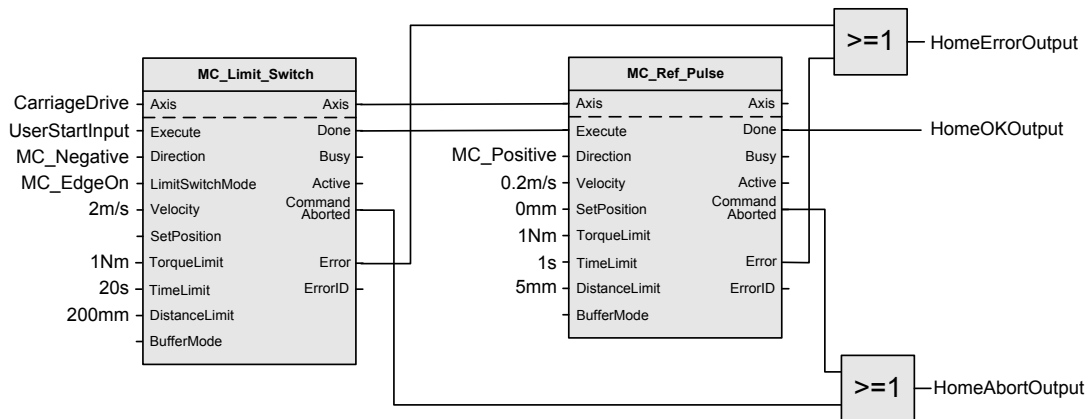 >=1
HomeErrorOutput
MC_Limit_Switch
MC_Ref_Pulse
CarriageDrive Axis Axis Axis Axis
UserStartInput Execute Done Execute Done HomeOKOutput
MC_Negative Direction Busy MC_Positive Direction Busy
MC_EdgeOn LimitSwitchMode Active 0.2m/s Velocity Active
2m/s Velocity Command Aborted 0mm SetPosition Command Aborted
SetPosition 1Nm TorqueLimit
1Nm TorqueLimit Error 1s TimeLimit Error
20s TimeLimit ErrorID 5mm DistanceLimit ErrorID
200mm DistanceLimit BufferMode
BufferMode
>=1
HomeAbortOutput